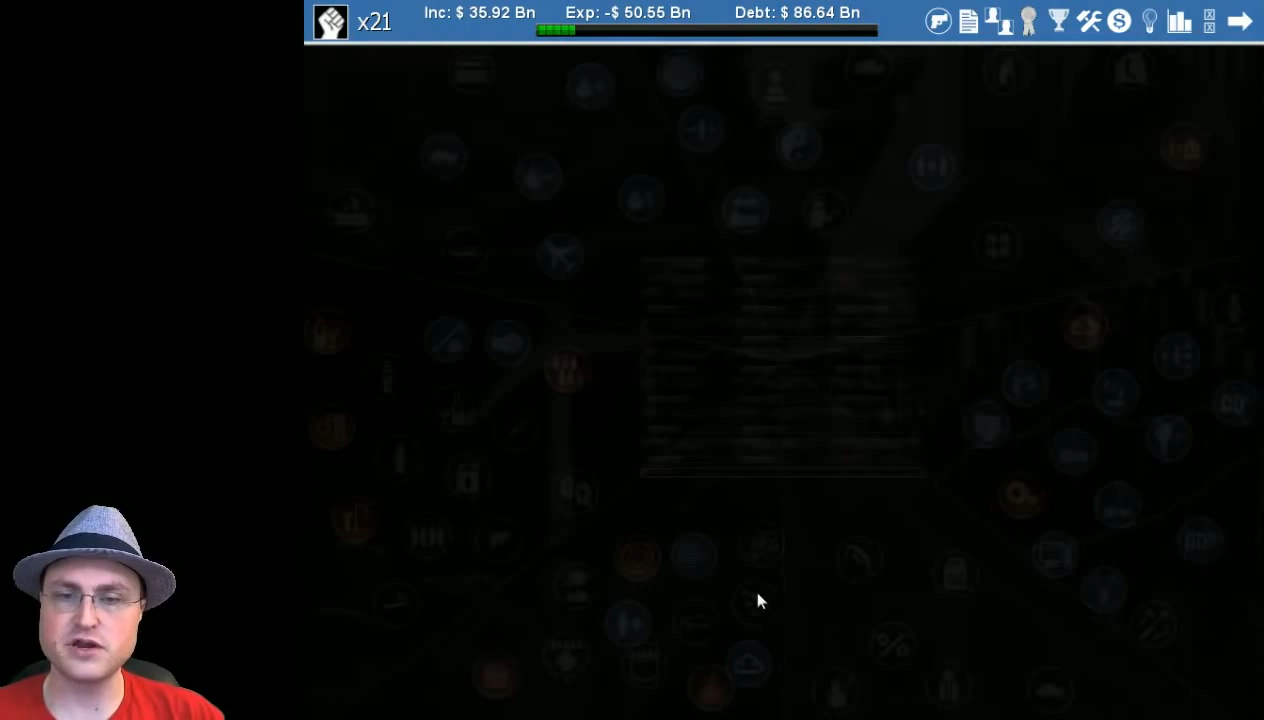 x21
Inc: $ 35.92 Bn
Exp: -$ 50.55 Bn
Debt: $ 86.64 Bn